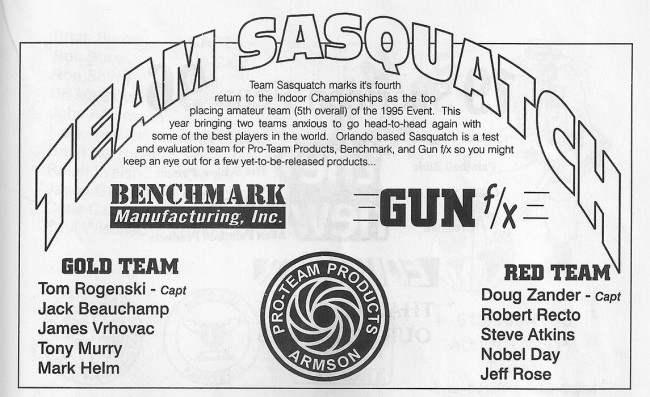 TEAM SASQUATCH
Team Sasquatch marks it's fourth
return to the Indoor Championships as the top
placing amateur team (5th overall) of the 1995 Event. This
year bringing two teams anxious to go head-to-head again with
some of the best players in the world. Orlando based Sasquatch is a test
and evaluation team for Pro-Team Products, Benchmark, and Gun f/x so you might
keep an eye out for a few yet-to-be-released products...
BENCHMARK
Manufacturing, Inc.
GUN f/x
GOLD TEAM
Tom Rogenski - Capt
Jack Beauchamp
James Vrhovac
Tony Murry
Mark Helm
PRO-TEAM PRODUCTS
ARMSON
RED TEAM
Doug Zander - Capt
Robert Recto
Steve Atkins
Nobel Day
Jeff Rose